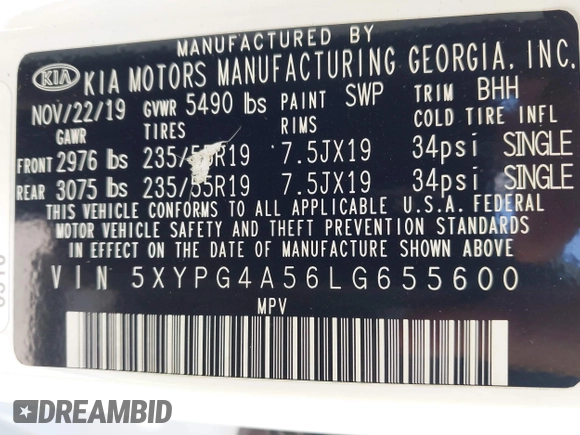 MANUFACTURED BY
KIA KIA MOTORS MANUFACTURING GEORGIA, INC.
NOV/22/19 GVWR 5490 lbs PAINT SWP TRIM BHH
GAWR TIRES RIMS COLD TIRE INFL
FRONT 2976 lbs 235/55R19 7.5JX19 34psi SINGLE
REAR 3075 lbs 235/55R19 7.5JX19 34psi SINGLE
THIS VEHICLE CONFORMS TO ALL APPLICABLE U.S.A. FEDERAL
MOTOR VEHICLE SAFETY AND THEFT PREVENTION STANDARDS
IN EFFECT ON THE DATE OF MANUFACTURE SHOWN ABOVE.
VIN 5XYPG4A56LG655600
MPV
DREAMBID